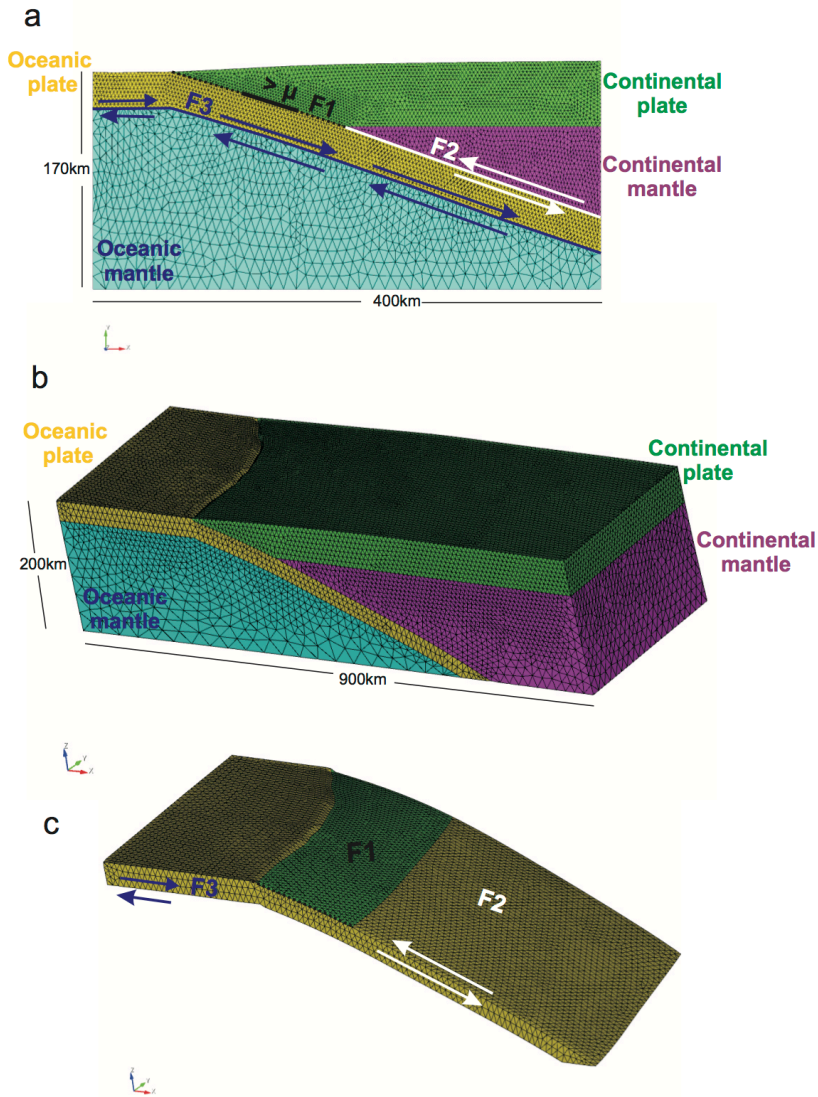 a
Oceanic
plate
> μ F1
F3
F2
Continental
plate
Continental
mantle
170km
Oceanic
mantle
400km
Y
Z X
b
Oceanic
plate
Continental
plate
Continental
mantle
200km
Oceanic
mantle
900km
Z
Y
X
c
F1
F3
F2
Z
Y
X